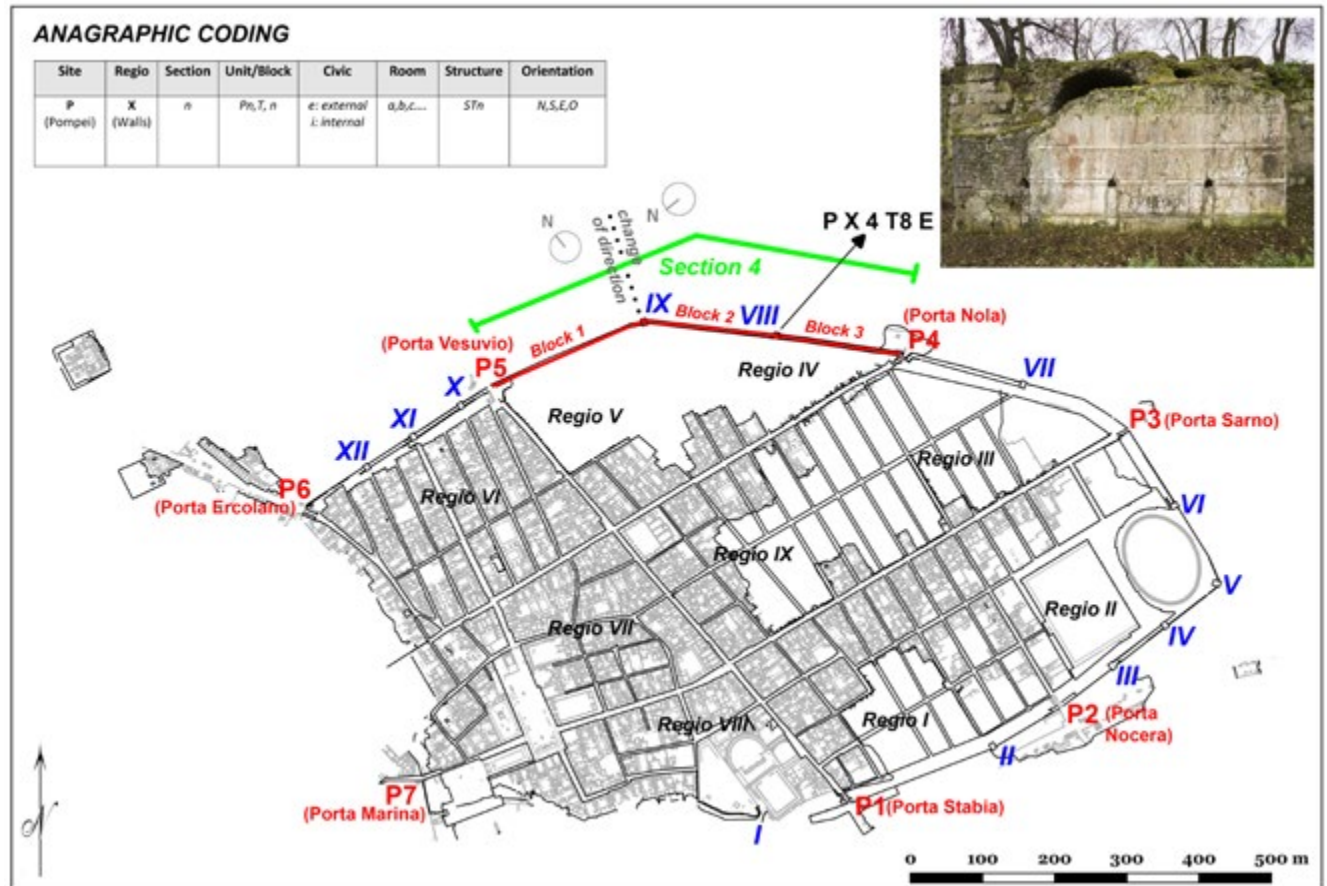 ANAGRAPHIC CODING
Site Regio Section Unit/Block Civic Room Structure Orientation
P X n Pn,T, n e: external a,b,c.... STn N,S,E,O
(Pompei) (Walls) i: internal
N
N
change
of direction
P X 4 T8 E
Section 4
IX
Block 2
VIII
Block 3
(Porta Nola)
P4
Block 1
(Porta Vesuvio)
P5
Regio IV
VII
X
Regio V
XI
P3 (Porta Sarno)
XII
Regio III
P6
(Porta Ercolano)
Regio VI
VI
Regio IX
V
Regio II
Regio VII
IV
III
Regio VIII
Regio I
P2 (Porta
Nocera)
II
P7
(Porta Marina)
P1 (Porta Stabia)
I
0 100 200 300 400 500 m